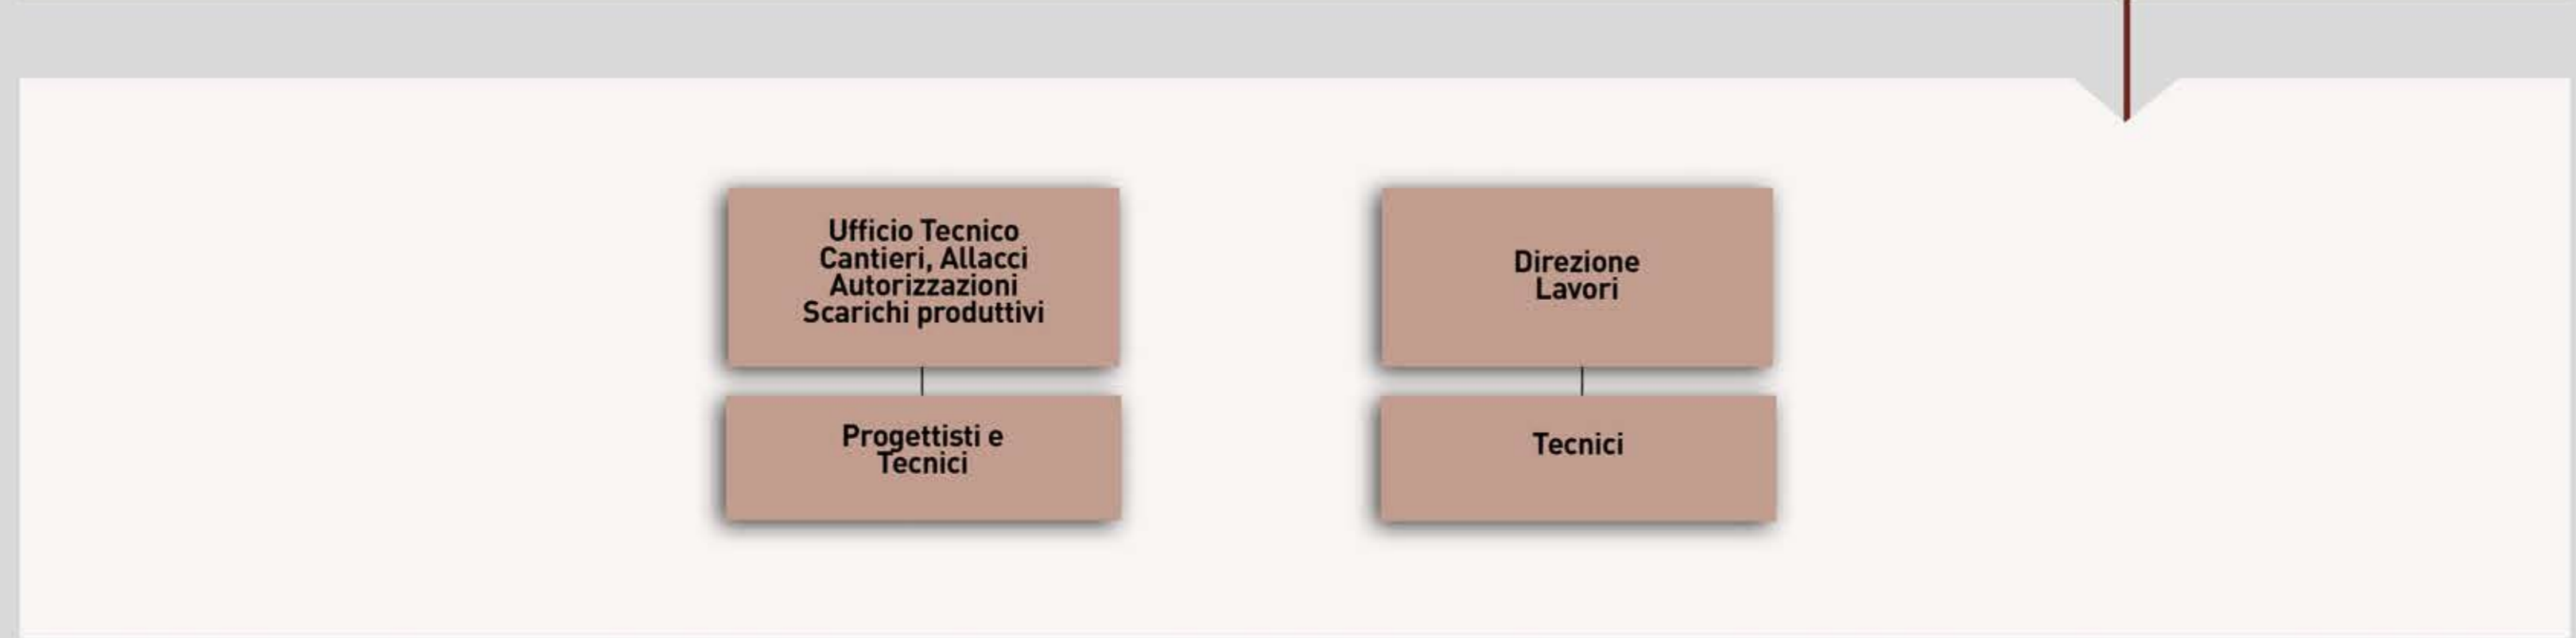 Ufficio Tecnico
Cantieri, Allacci
Autorizzazioni
Scarichi produttivi
Progettisti e
Tecnici
Direzione
Lavori
Tecnici